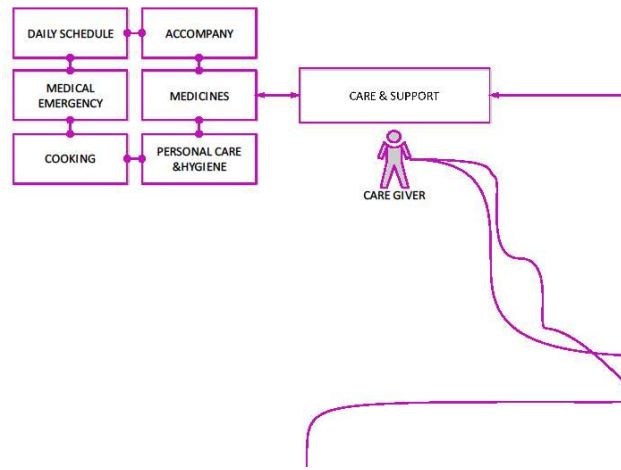 DAILY SCHEDULE
ACCOMPANY
MEDICAL
EMERGENCY
MEDICINES
CARE & SUPPORT
COOKING
PERSONAL CARE
&HYGIENE
CARE GIVER